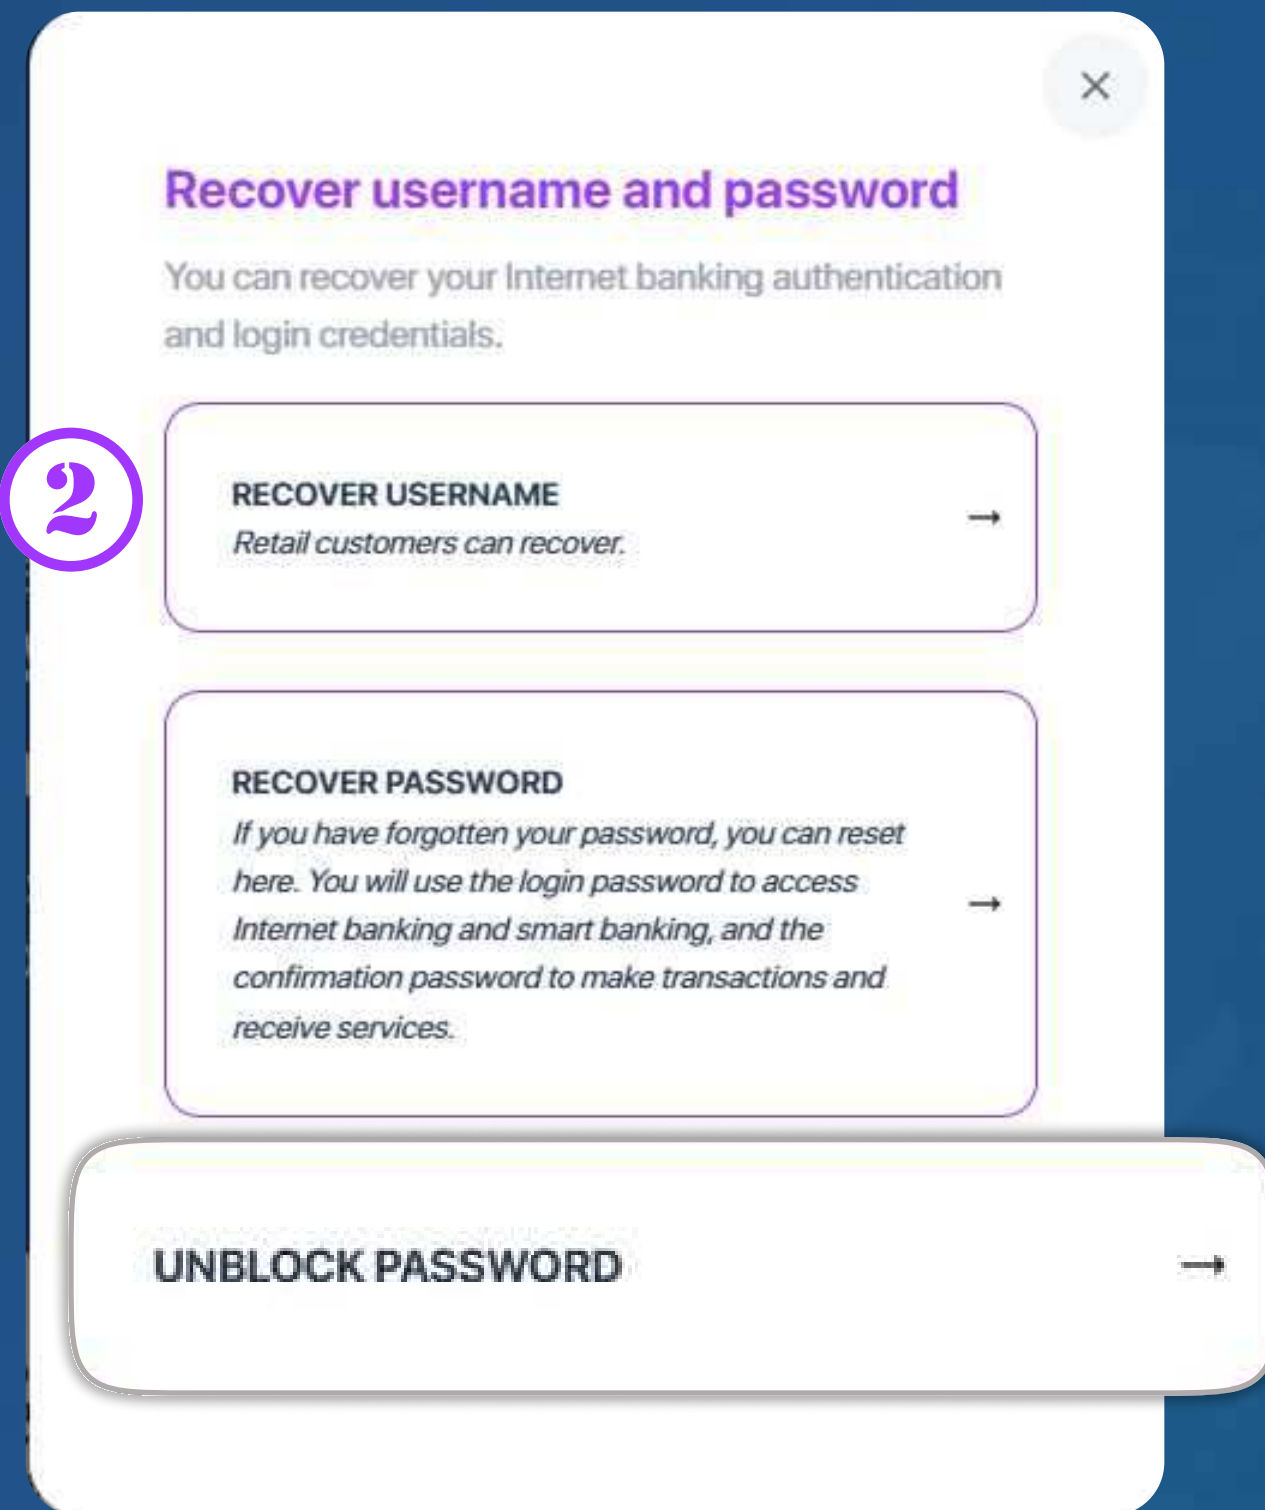 Recover username and password
You can recover your Internet banking authentication
and login credentials.
2
RECOVER USERNAME
Retail customers can recover.
RECOVER PASSWORD
If you have forgotten your password, you can reset
here. You will use the login password to access
Internet banking and smart banking, and the
confirmation password to make transactions and
receive services.
UNBLOCK PASSWORD